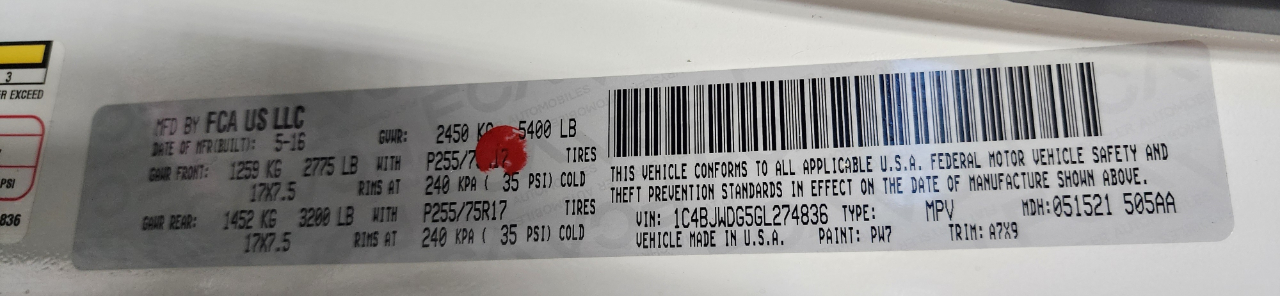 3
R EXCEED
PSI
836
MFD BY FCA US LLC
DATE OF MFR(BUILT): 5-16 GVWR: 2450 KG 5400 LB
GAWR FRONT: 1259 KG 2775 LB WITH P255/75R17 TIRES
17X7.5 RIMS AT 240 KPA ( 35 PSI) COLD
GAWR REAR: 1452 KG 3200 LB WITH P255/75R17 TIRES
17X7.5 RIMS AT 240 KPA ( 35 PSI) COLD
THIS VEHICLE CONFORMS TO ALL APPLICABLE U.S.A. FEDERAL MOTOR VEHICLE SAFETY AND
THEFT PREVENTION STANDARDS IN EFFECT ON THE DATE OF MANUFACTURE SHOWN ABOVE.
VIN: 1C4BJWDG5GL274836 TYPE: MPV MDH:051521 505AA
VEHICLE MADE IN U.S.A. PAINT: PW7 TRIM: A7X9